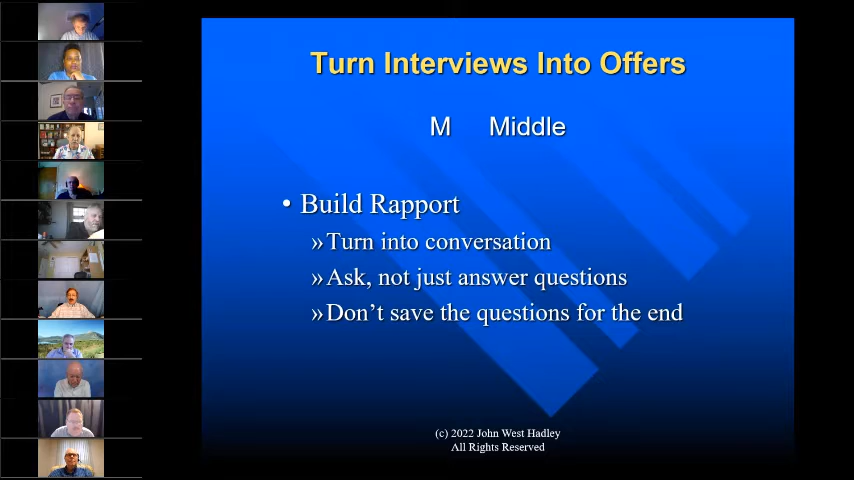 Turn Interviews Into Offers
M Middle
• Build Rapport
»Turn into conversation
»Ask, not just answer questions
»Don't save the questions for the end
(c) 2022 John West Hadley
All Rights Reserved